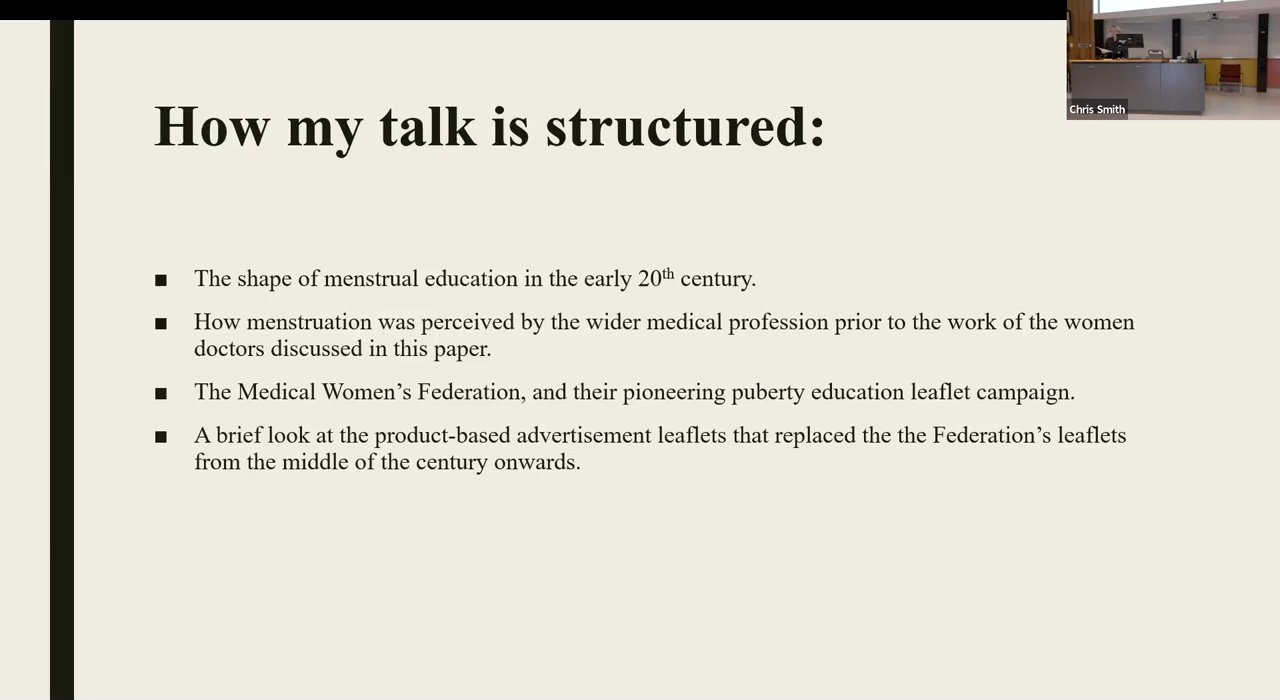 How my talk is structured:
Chris Smith
■ The shape of menstrual education in the early 20th century.
■ How menstruation was perceived by the wider medical profession prior to the work of the women
doctors discussed in this paper.
■ The Medical Women’s Federation, and their pioneering puberty education leaflet campaign.
■ A brief look at the product-based advertisement leaflets that replaced the the Federation’s leaflets
from the middle of the century onwards.